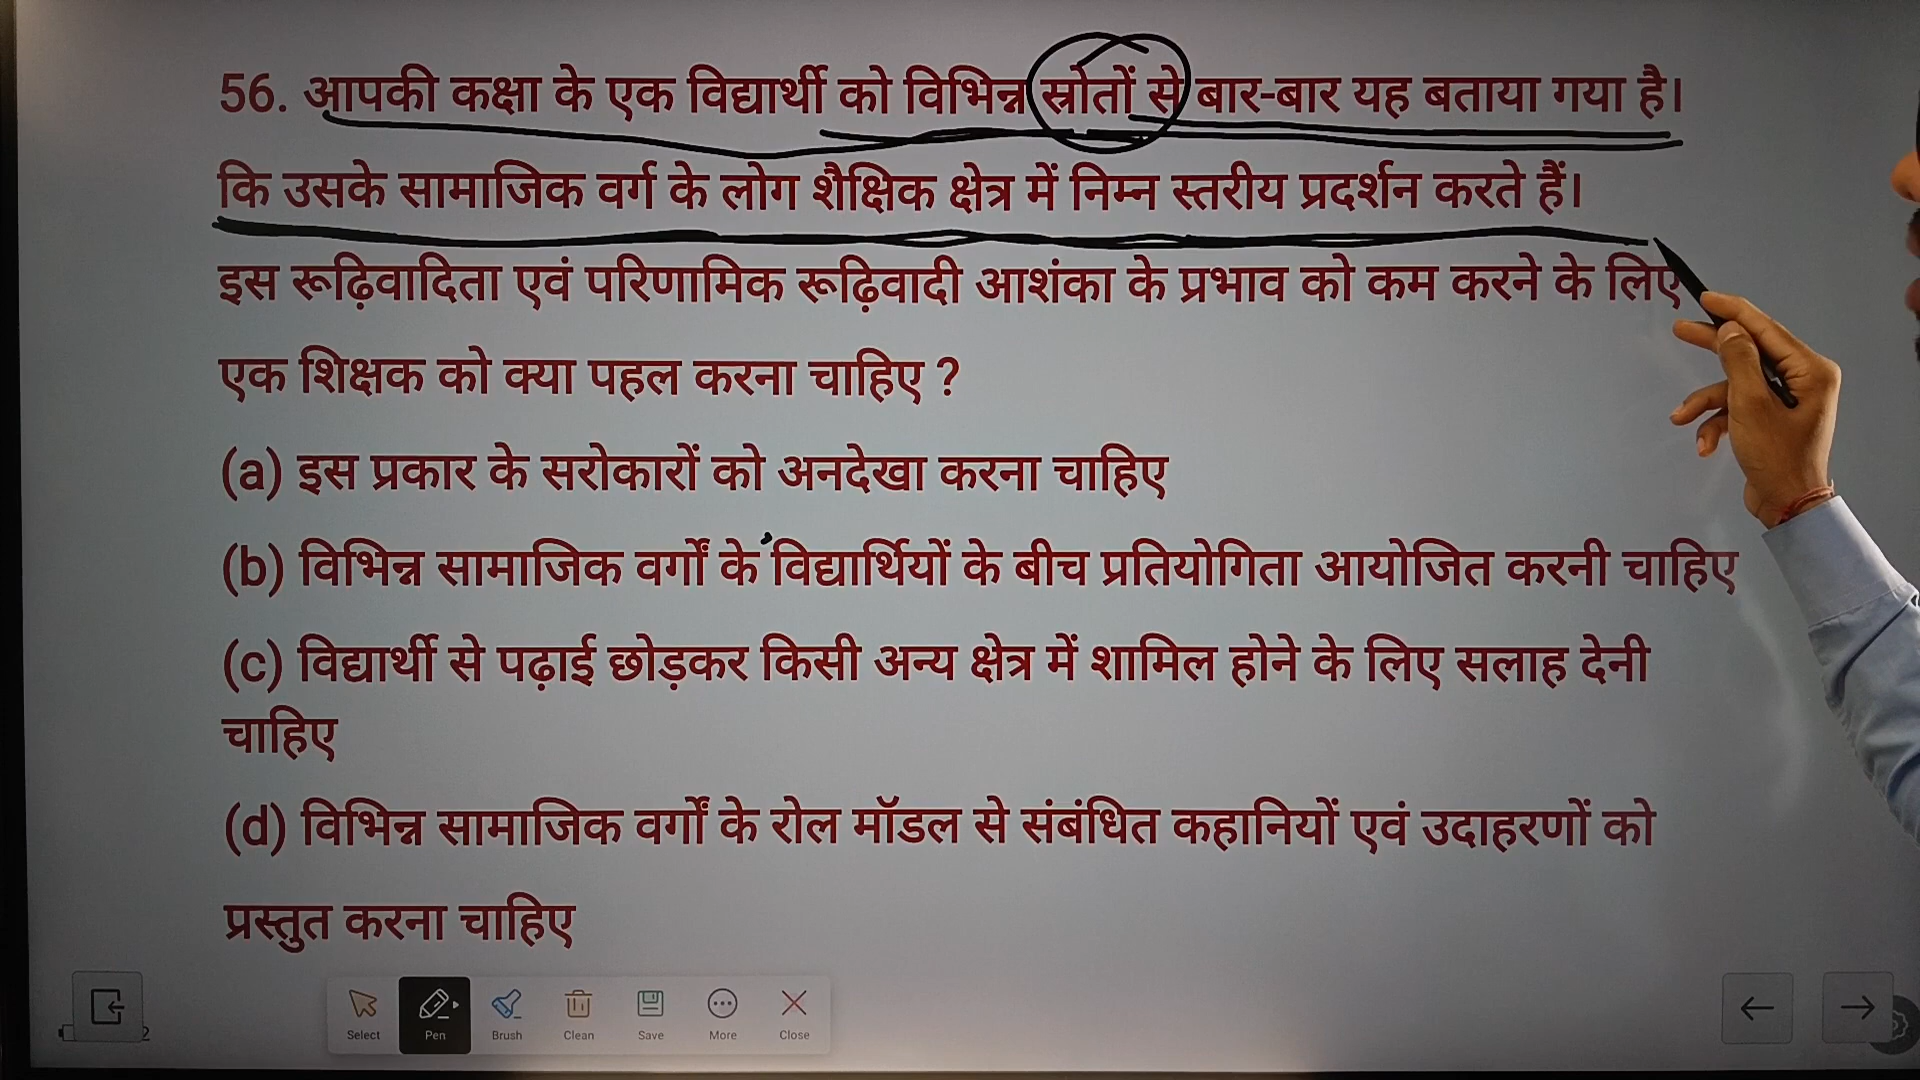 56. आपकी कक्षा के एक विद्यार्थी को विभिन्न स्रोतों से बार-बार यह बताया गया है।
कि उसके सामाजिक वर्ग के लोग शैक्षिक क्षेत्र में निम्न स्तरीय प्रदर्शन करते हैं।
इस रूढ़िवादिता एवं परिणामिक रूढ़िवादी आशंका के प्रभाव को कम करने के लिए
एक शिक्षक को क्या पहल करना चाहिए ?
(a) इस प्रकार के सरोकारों को अनदेखा करना चाहिए
(b) विभिन्न सामाजिक वर्गों के विद्यार्थियों के बीच प्रतियोगिता आयोजित करनी चाहिए
(c) विद्यार्थी से पढ़ाई छोड़कर किसी अन्य क्षेत्र में शामिल होने के लिए सलाह देनी
चाहिए
(d) विभिन्न सामाजिक वर्गों के रोल मॉडल से संबंधित कहानियों एवं उदाहरणों को
प्रस्तुत करना चाहिए
Select Pen Brush Clean Save More Close